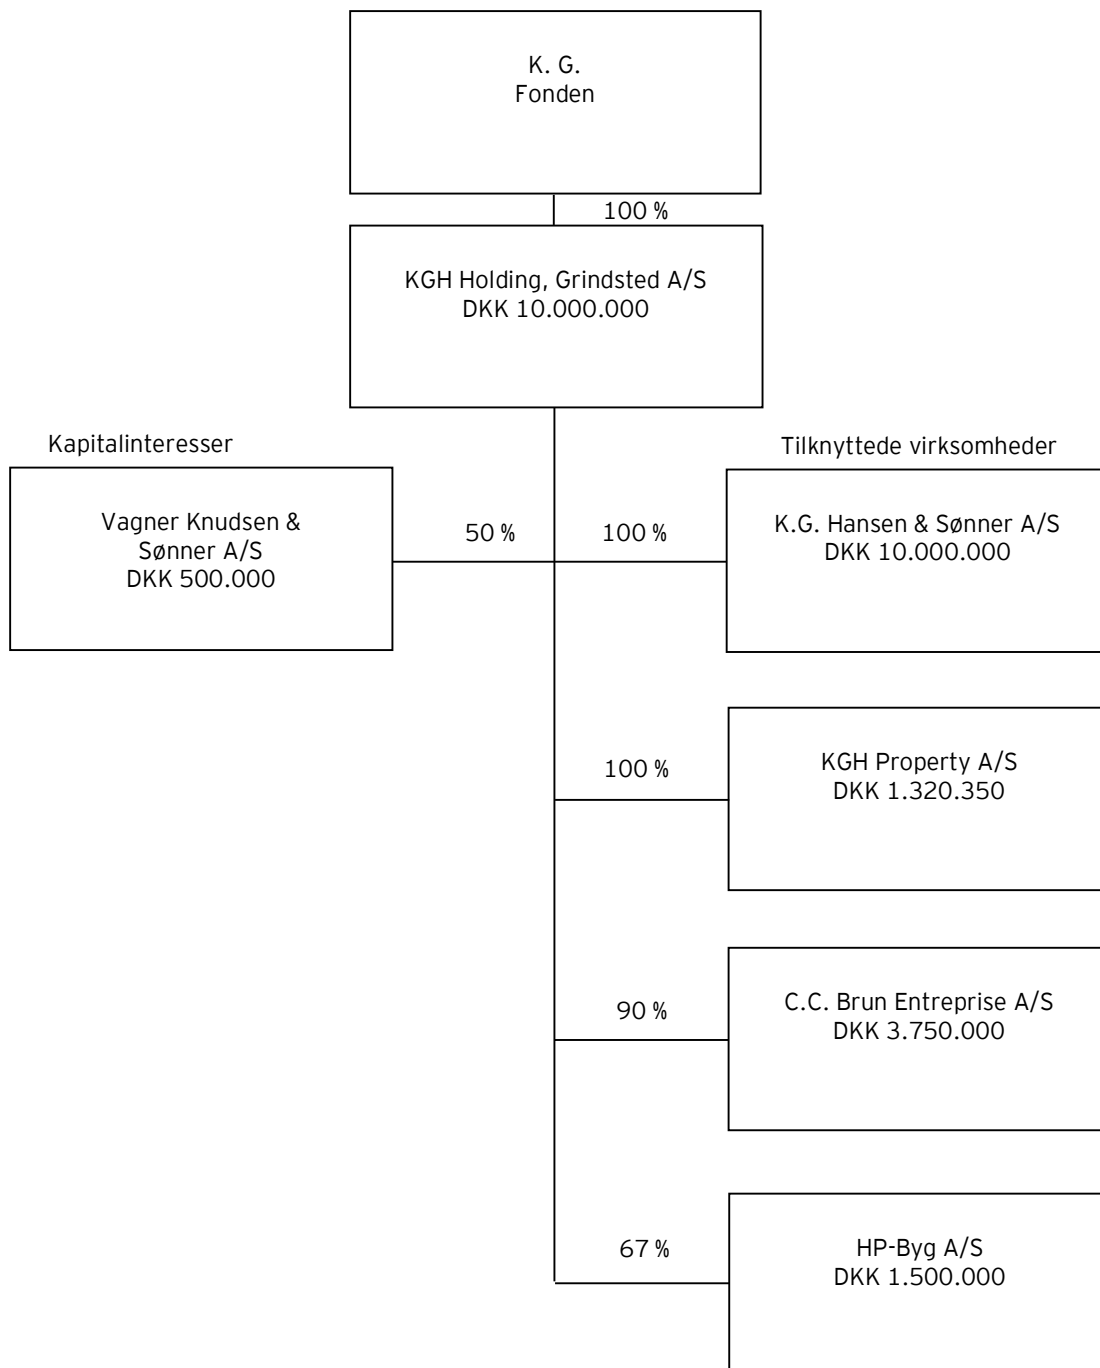 K. G.
Fonden
100 %
KGH Holding, Grindsted A/S
DKK 10.000.000
Kapitalinteresser
Tilknyttede virksomheder
Vagner Knudsen &
Sønner A/S
DKK 500.000
50 %
100 %
K.G. Hansen & Sønner A/S
DKK 10.000.000
100 %
KGH Property A/S
DKK 1.320.350
90 %
C.C. Brun Entreprise A/S
DKK 3.750.000
67 %
HP-Byg A/S
DKK 1.500.000